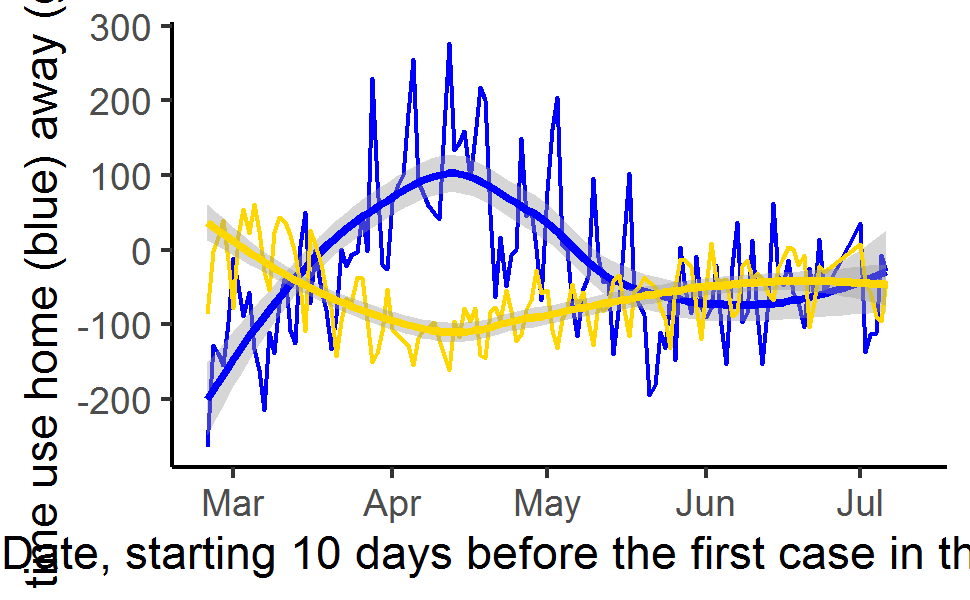 time use home (blue) away (
300
200
100
0
-100
-200
Mar Apr May Jun Jul
Date, starting 10 days before the first case in th